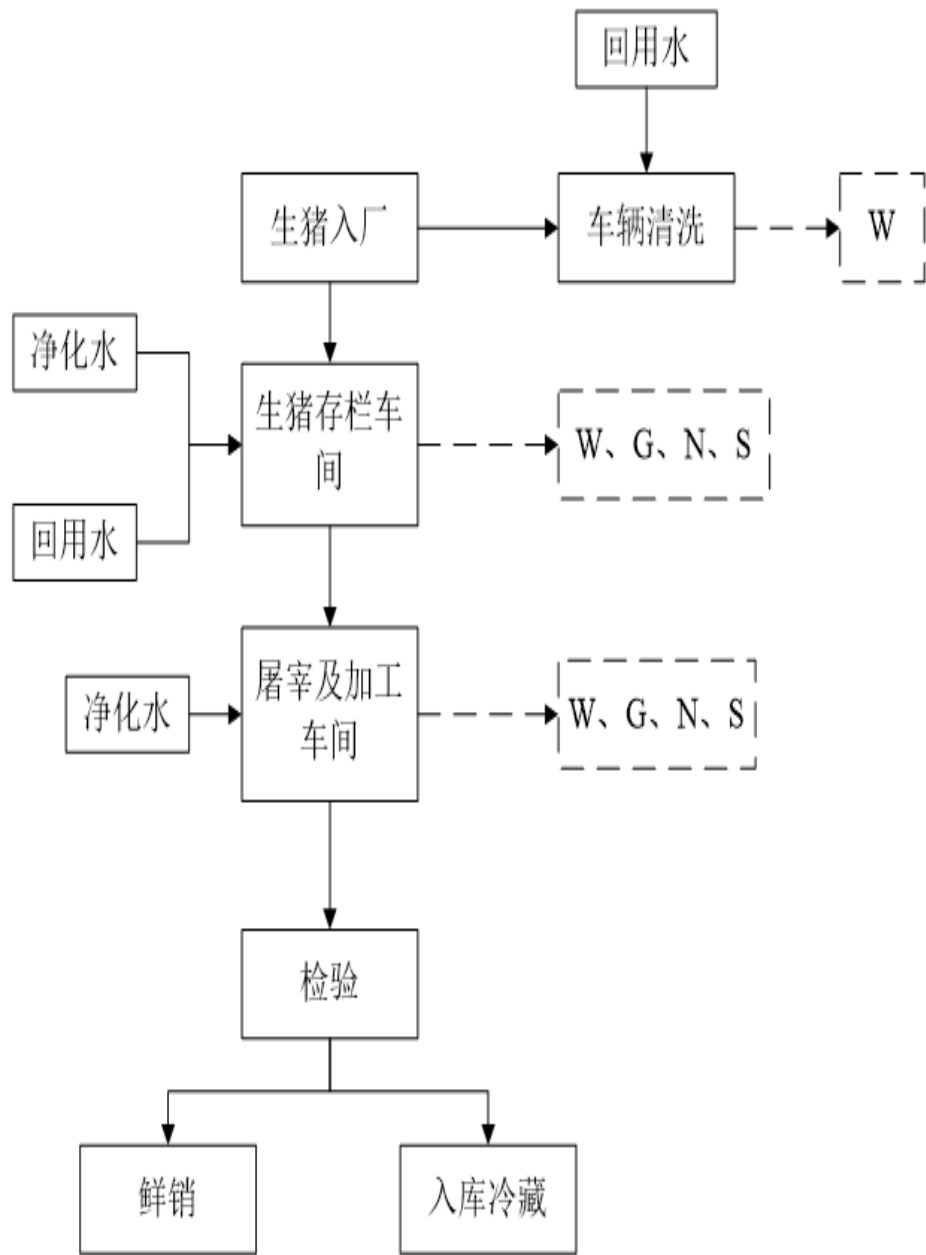 回用水
生猪入厂
车辆清洗
W
净化水
生猪存栏车
间
W、G、N、S
回用水
屠宰及加工
车间
净化水
W、G、N、S
检验
鲜销
入库冷藏